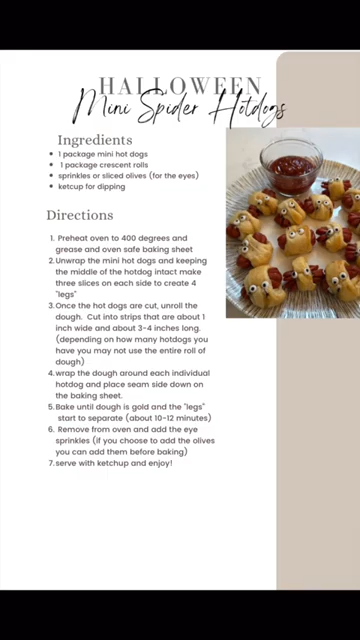 HALLOWEEN
Mini Spider Hotdogs
Ingredients
• 1 package mini hot dogs
• 1 package crescent rolls
• sprinkles or sliced olives (for the eyes)
• ketcup for dipping
Directions
1. Preheat oven to 400 degrees and
grease and oven safe baking sheet
2. Unwrap the mini hot dogs and keeping
the middle of the hotdog intact make
three slices on each side to create 4
"legs"
3. Once the hot dogs are cut, unroll the
dough. Cut into strips that are about 1
inch wide and about 3-4 inches long.
(depending on how many hotdogs you
have you may not use the entire roll of
dough)
4. wrap the dough around each individual
hotdog and place seam side down on
the baking sheet.
5. Bake until dough is gold and the "legs"
start to separate (about 10-12 minutes)
6. Remove from oven and add the eye
sprinkles (if you choose to add the olives
you can add them before baking)
7. serve with ketchup and enjoy!